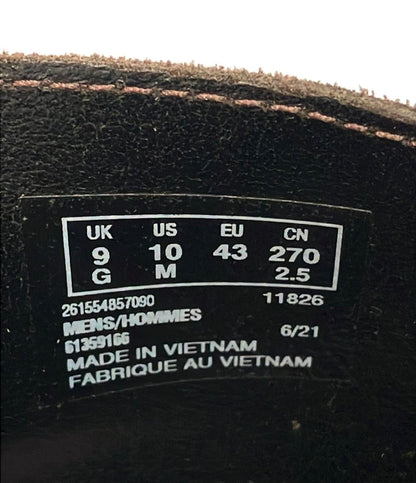 UK US EU CN
9 10 43 270
G M 2.5
261554857090 11826
MENS/HOMMES 6/21
61359166
MADE IN VIETNAM
FABRIQUE AU VIETNAM